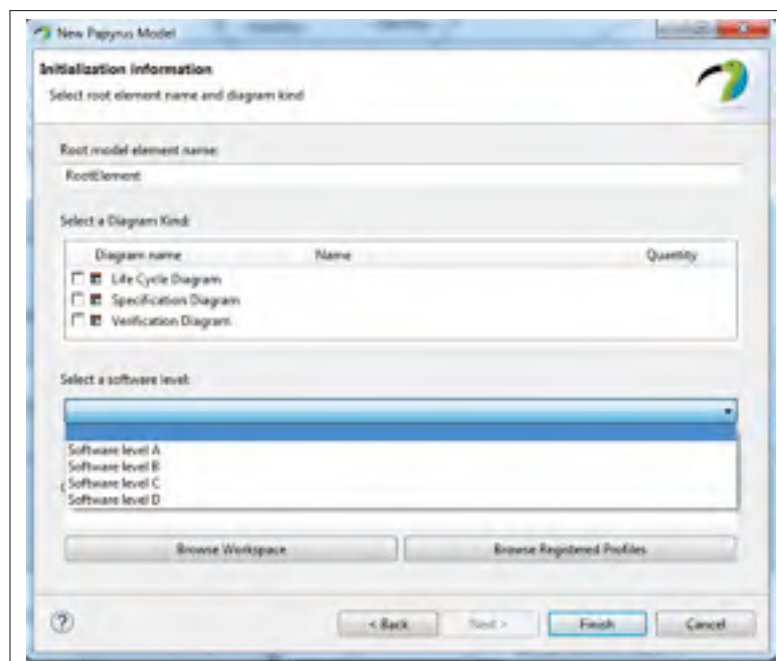 New Papyrus Model
Initialization information
Select root element name and diagram kind
Root model element name:
RootElement
Select a Diagram Kind:
Diagram name Name Quantity
Life Cycle Diagram
Specification Diagram
Verification Diagram
Select a software level:
Software level A
Software level B
Software level C
Software level D
Browse Workspace Browse Registered Profiles
< Back Next > Finish Cancel